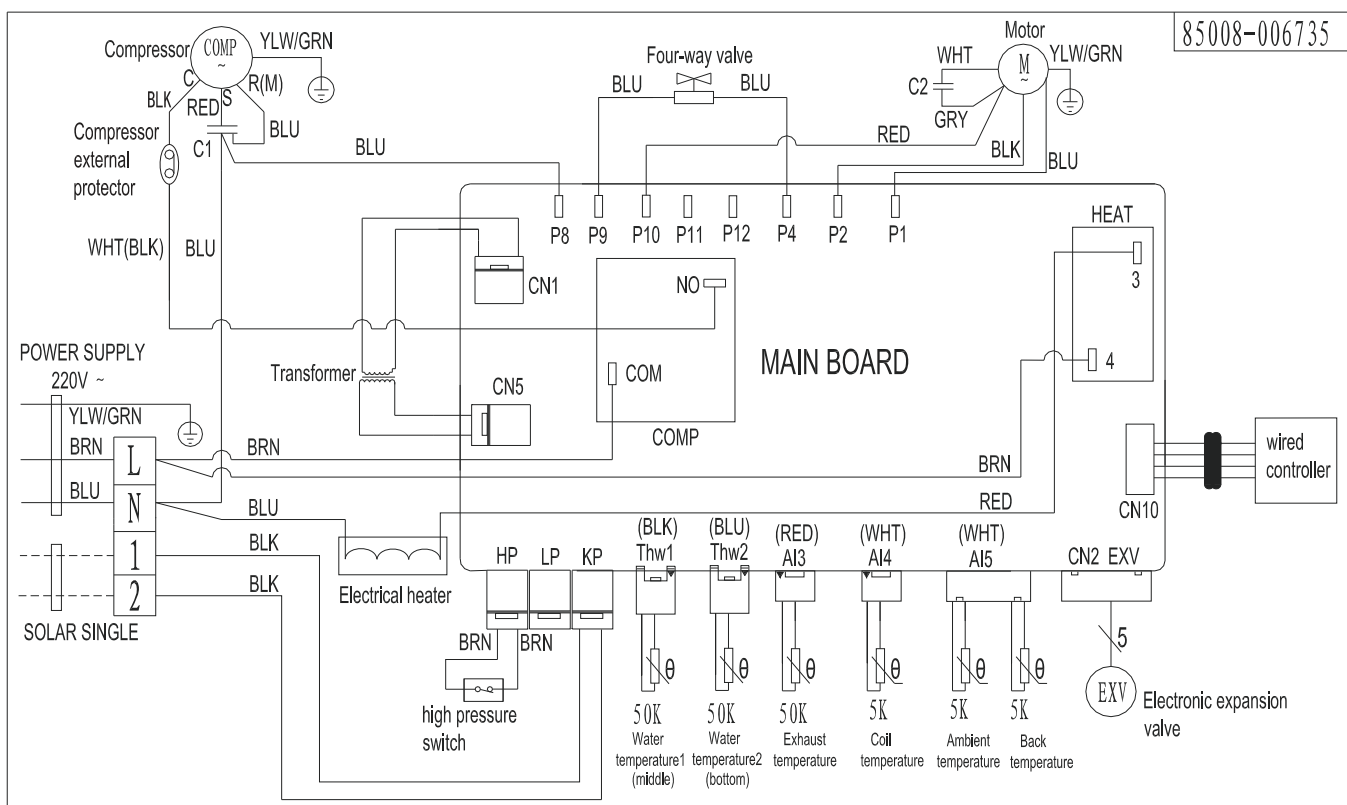 85008-006735
Compressor
COMP
~
YLW/GRN
C
S
R(M)
BLK
RED
BLU
C1
Compressor
external
protector
WHT(BLK)
BLU
BLU
Four-way valve
BLU
BLU
Motor
M
~
YLW/GRN
WHT
C2
GRY
RED
BLK
BLU
P8
P9
P10
P11
P12
P4
P2
P1
HEAT
3
4
CN1
NO
COM
COMP
MAIN BOARD
Transformer
CN5
POWER SUPPLY
220V ~
YLW/GRN
BRN
BLU
L
N
1
2
BRN
BLU
BLK
BLK
SOLAR SINGLE
Electrical heater
BRN
RED
CN10
wired
controller
HP
LP
KP
(BLK)
Thw1
(BLU)
Thw2
(RED)
AI3
(WHT)
AI4
(WHT)
AI5
CN2 EXV
BRN
BRN
high pressure
switch
θ
θ
θ
θ
θ
θ
50K
50K
50K
5K
5K
5K
Water
temperature1
(middle)
Water
temperature2
(bottom)
Exhaust
temperature
Coil
temperature
Ambient
temperature
Back
temperature
5
EXV
Electronic expansion
valve